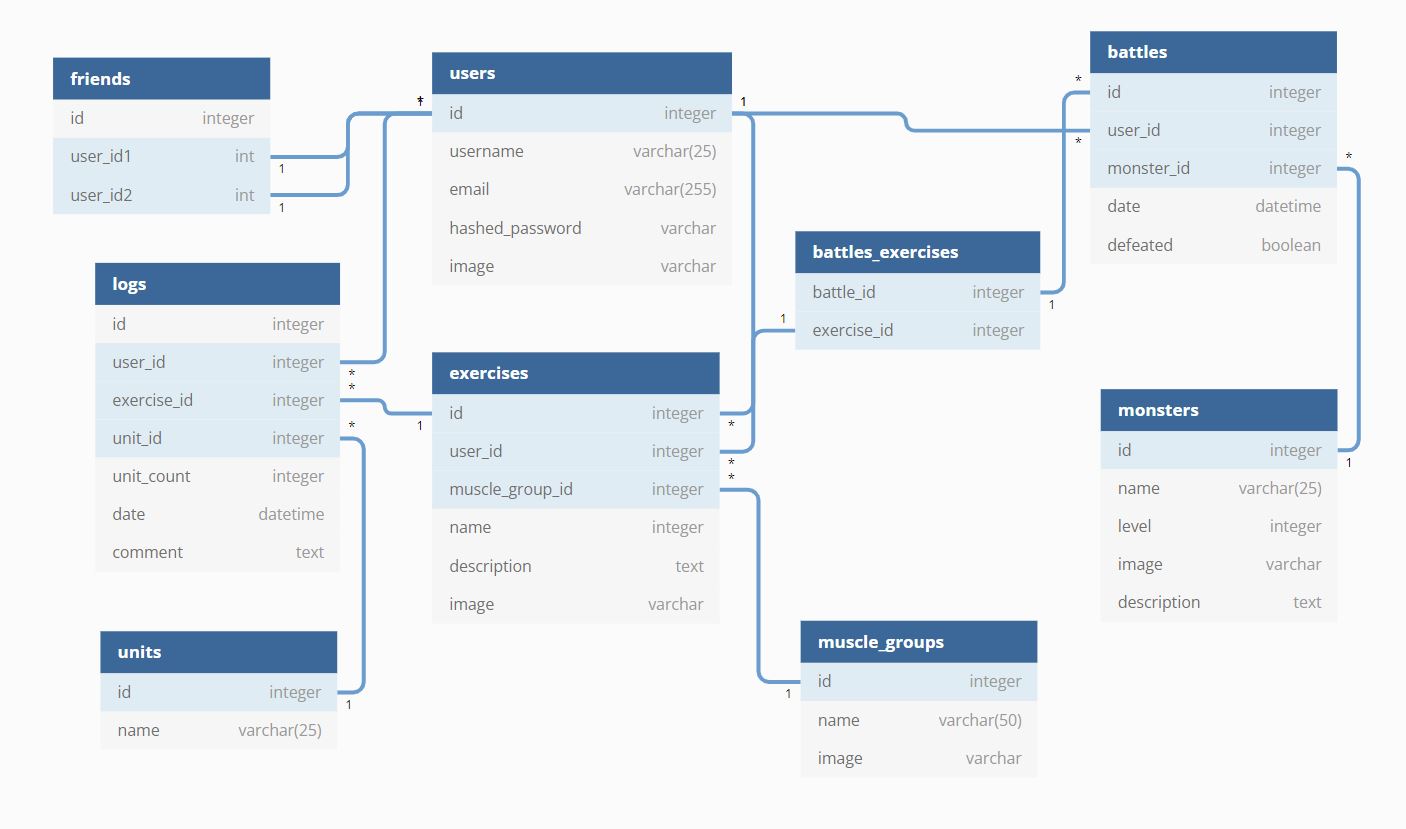 friends
id integer
user_id1 int
user_id2 int
1
1
users
id integer
username varchar(25)
email varchar(255)
hashed_password varchar
image varchar
1
battles
id integer
user_id integer
monster_id integer
date datetime
defeated boolean
*
*
*
logs
id integer
user_id integer
exercise_id integer
unit_id integer
unit_count integer
date datetime
comment text
*
*
*
exercises
id integer
user_id integer
muscle_group_id integer
name integer
description text
image varchar
1
*
*
*
battles_exercises
battle_id integer
exercise_id integer
1
1
monsters
id integer
name varchar(25)
level integer
image varchar
description text
1
units
id integer
name varchar(25)
1
muscle_groups
id integer
name varchar(50)
image varchar
1